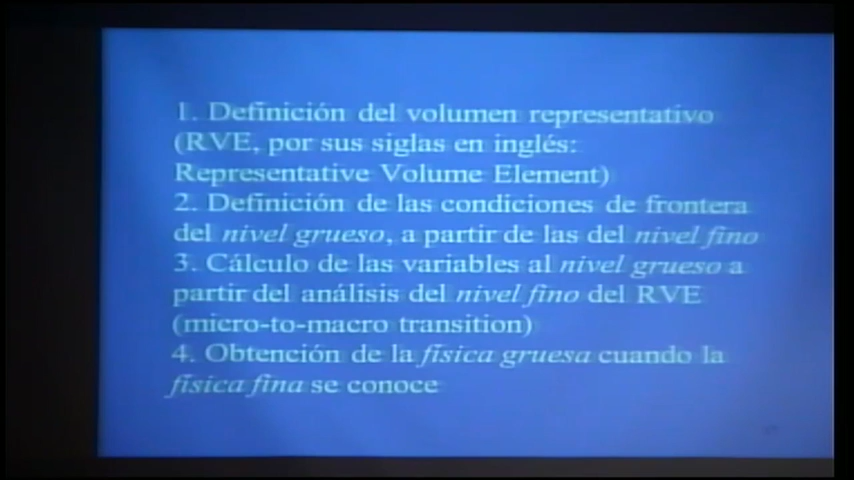 1. Definición del volumen representativo
(RVE, por sus siglas en inglés:
Representative Volume Element)
2. Definición de las condiciones de frontera
del nivel grueso, a partir de las del nivel fino
3. Cálculo de las variables al nivel grueso a
partir del análisis del nivel fino del RVE
(micro-to-macro transition)
4. Obtención de la física gruesa cuando la
física fina se conoce